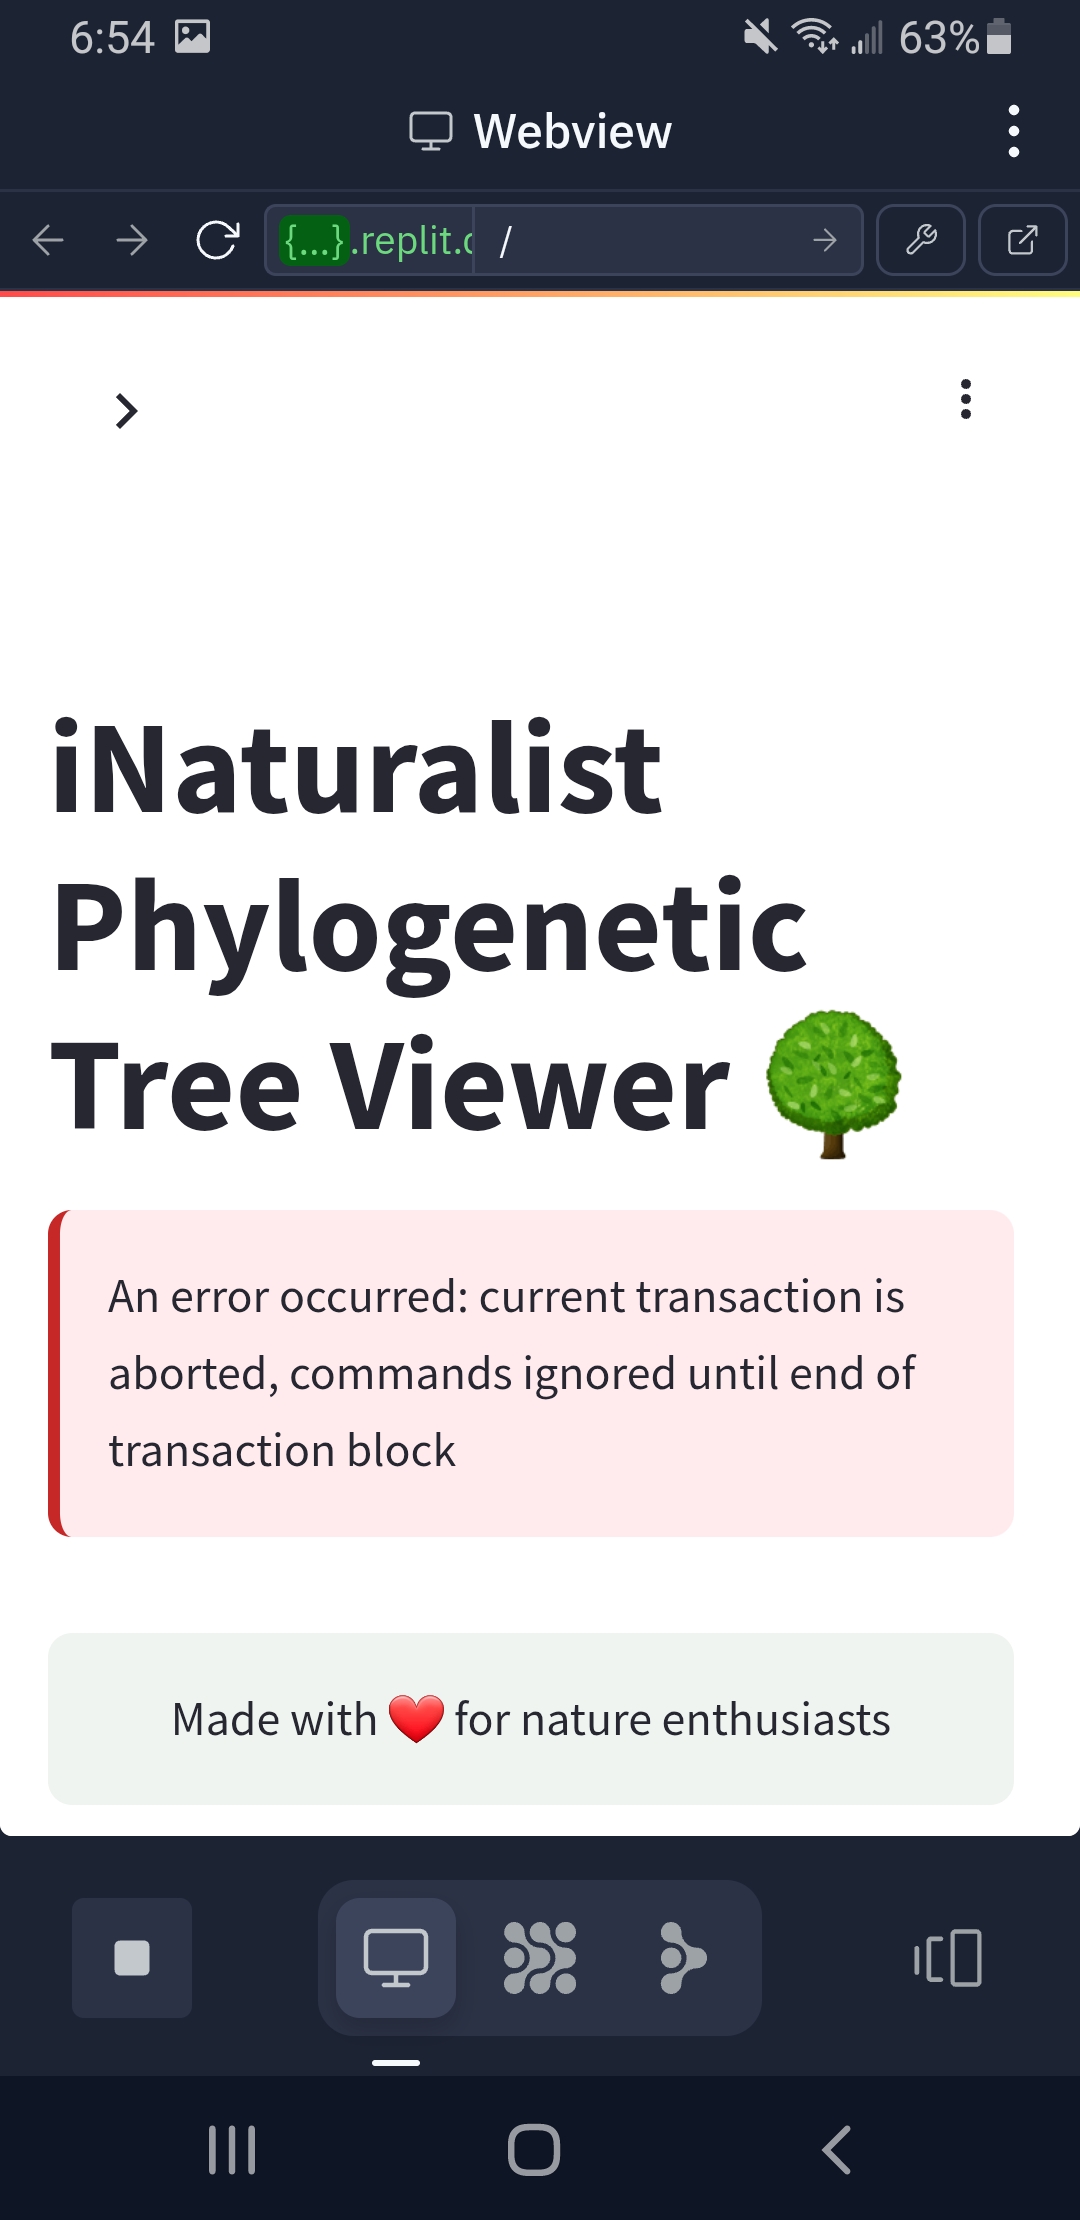 6:54
63%
Webview
{...}.replit. /
iNaturalist
Phylogenetic
Tree Viewer 🌳
An error occurred: current transaction is
aborted, commands ignored until end of
transaction block
Made with ❤️ for nature enthusiasts